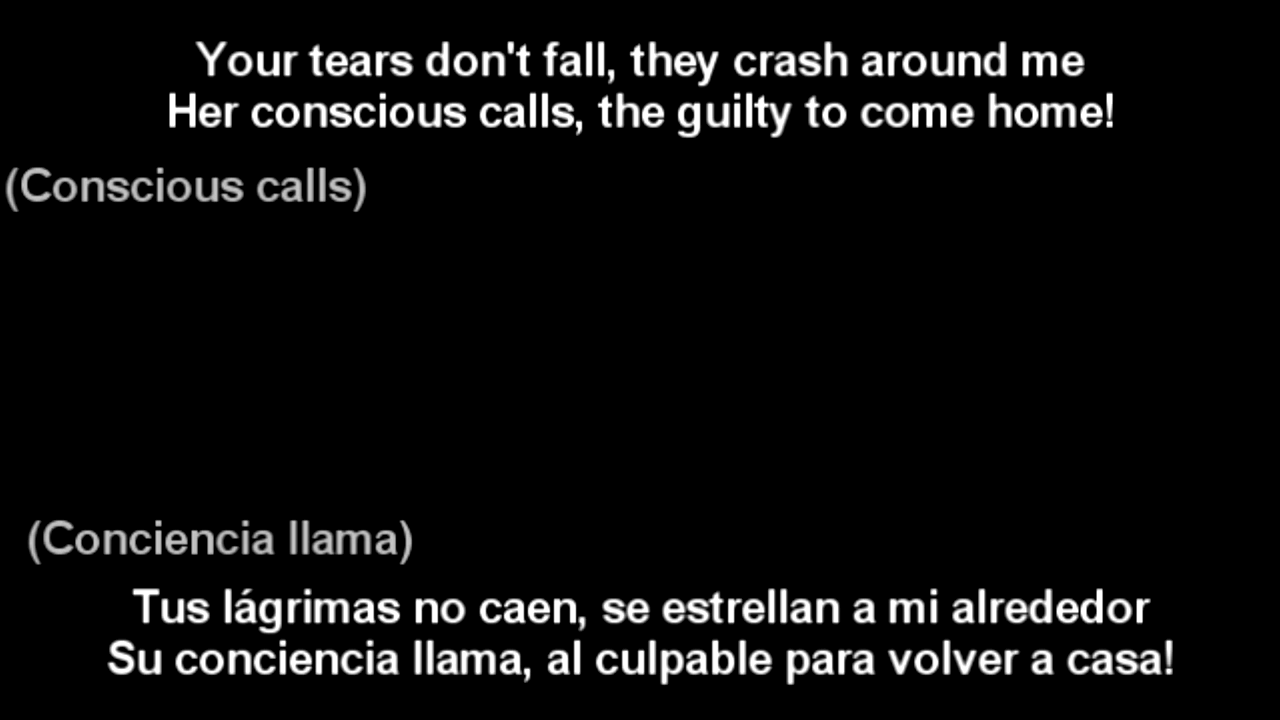 Your tears don't fall, they crash around me
Her conscious calls, the guilty to come home!
(Conscious calls)
(Conciencia llama)
Tus lágrimas no caen, se estrellan a mi alrededor
Su conciencia llama, al culpable para volver a casa!